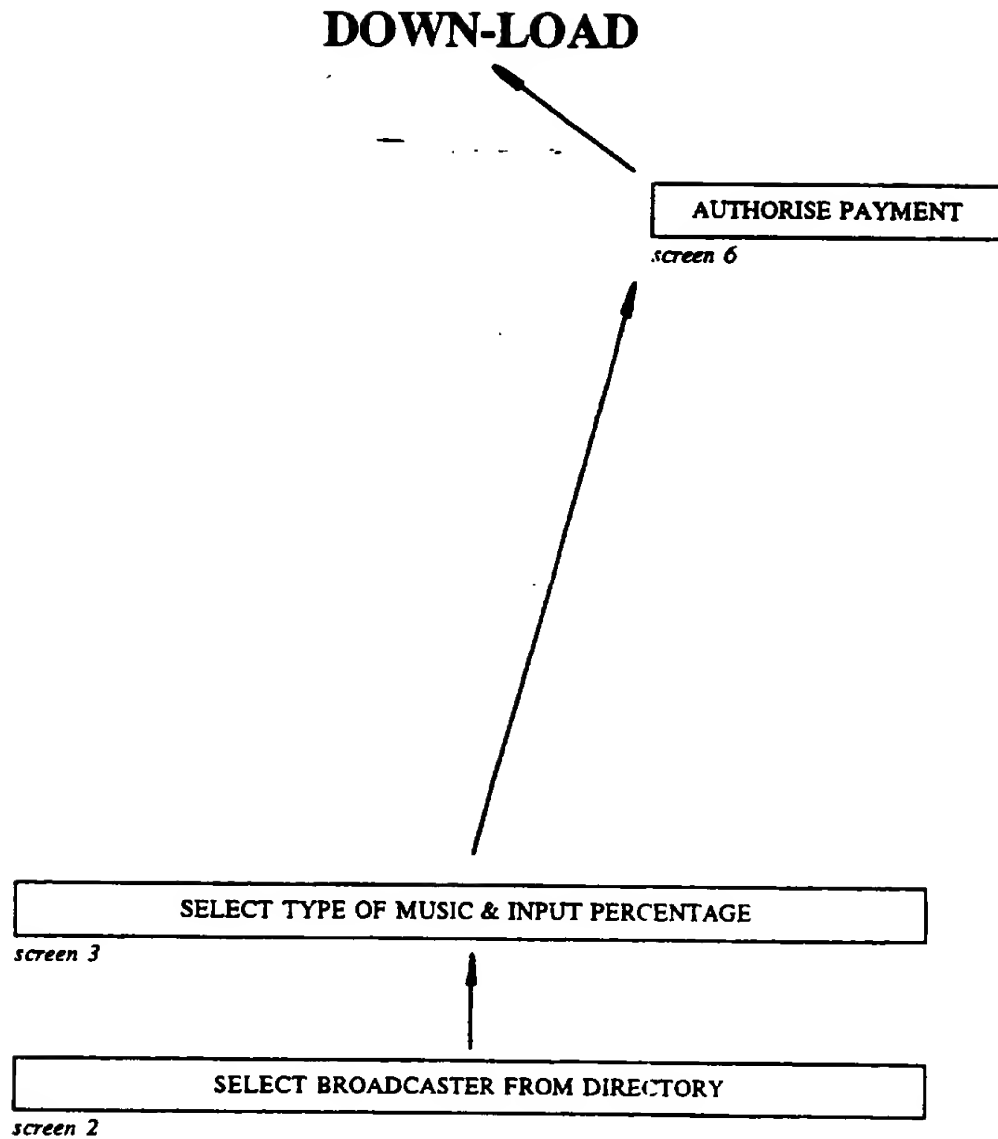 DOWN-LOAD
AUTHORISE PAYMENT
screen 6
SELECT TYPE OF MUSIC & INPUT PERCENTAGE
screen 3
SELECT BROADCASTER FROM DIRECTORY
screen 2